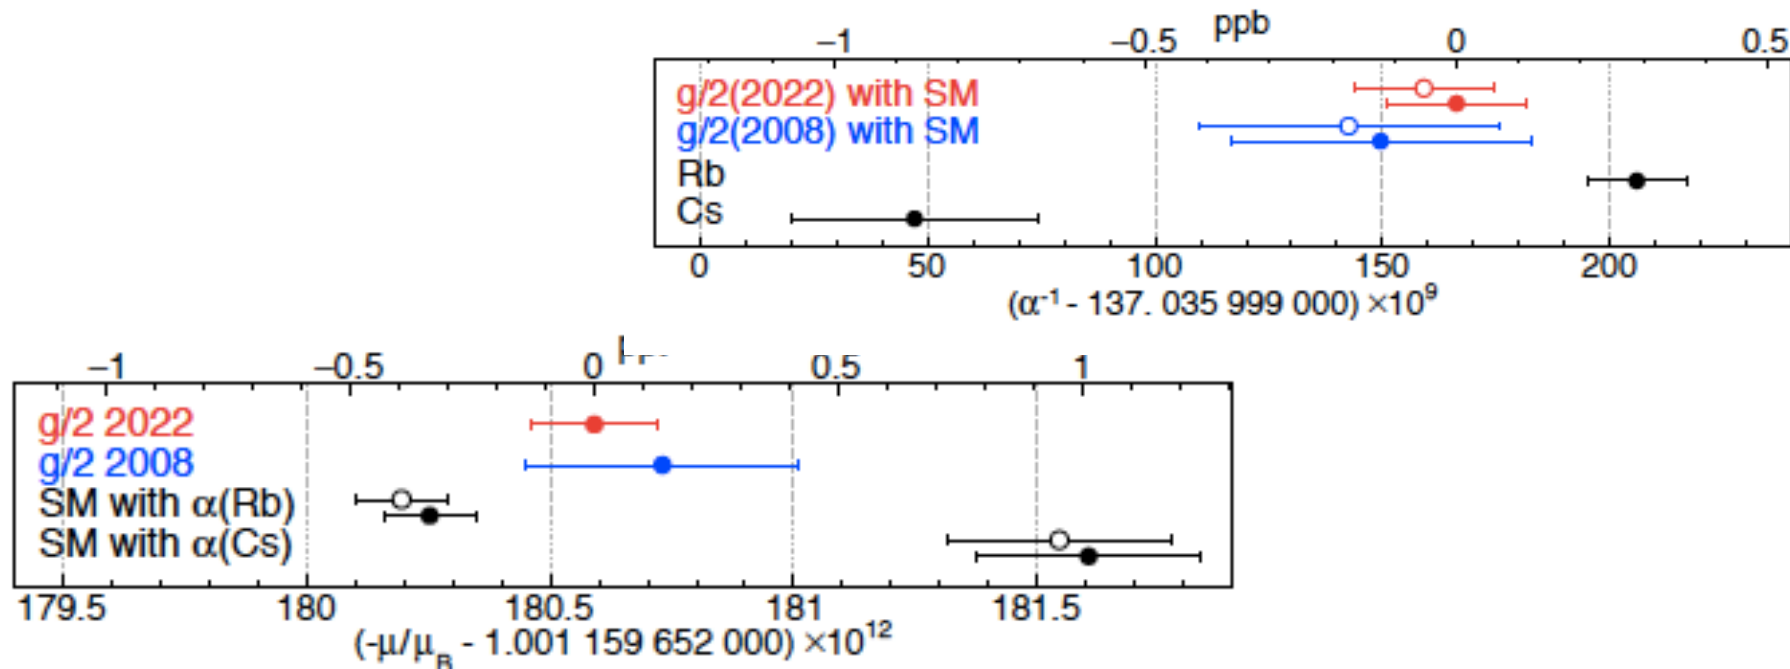 ppb
−1 −0.5 0 0.5
g/2(2022) with SM
g/2(2008) with SM
Rb
Cs
0 50 100 150 200
(α⁻¹ - 137. 035 999 000) ×10⁹
−1 −0.5 0 0.5 1
g/2 2022
g/2 2008
SM with α(Rb)
SM with α(Cs)
179.5 180 180.5 181 181.5
(-μ/μ_B - 1.001 159 652 000) ×10¹²